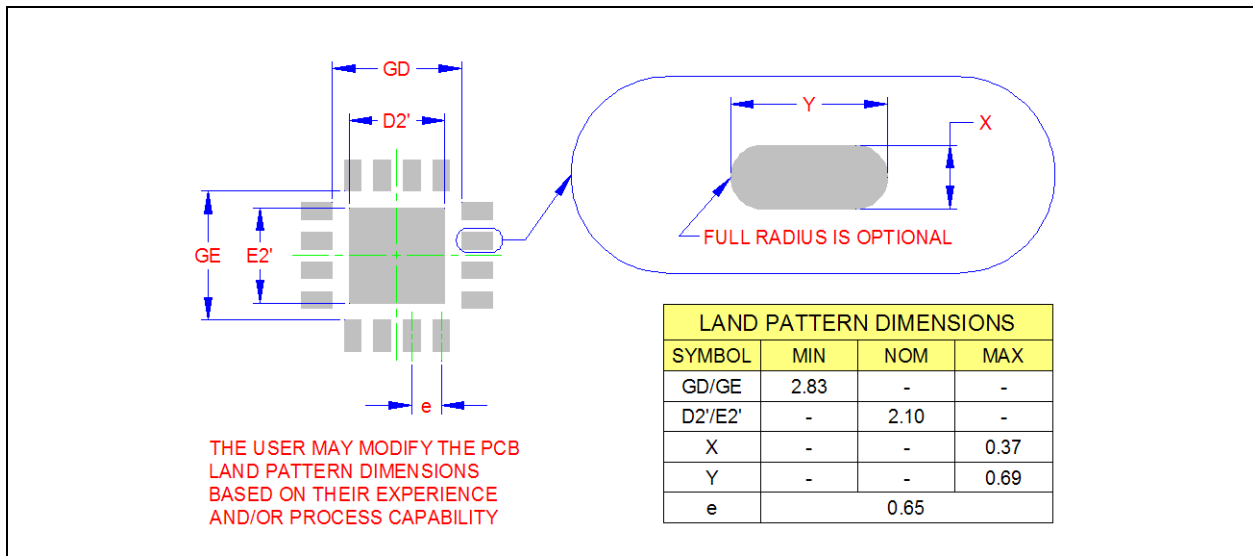 GD
D2'
GE
E2'
e
Y
X
FULL RADIUS IS OPTIONAL
THE USER MAY MODIFY THE PCB
LAND PATTERN DIMENSIONS
BASED ON THEIR EXPERIENCE
AND/OR PROCESS CAPABILITY
LAND PATTERN DIMENSIONS
SYMBOL MIN NOM MAX
GD/GE 2.83 - -
D2'/E2' - 2.10 -
X - - 0.37
Y - - 0.69
e 0.65